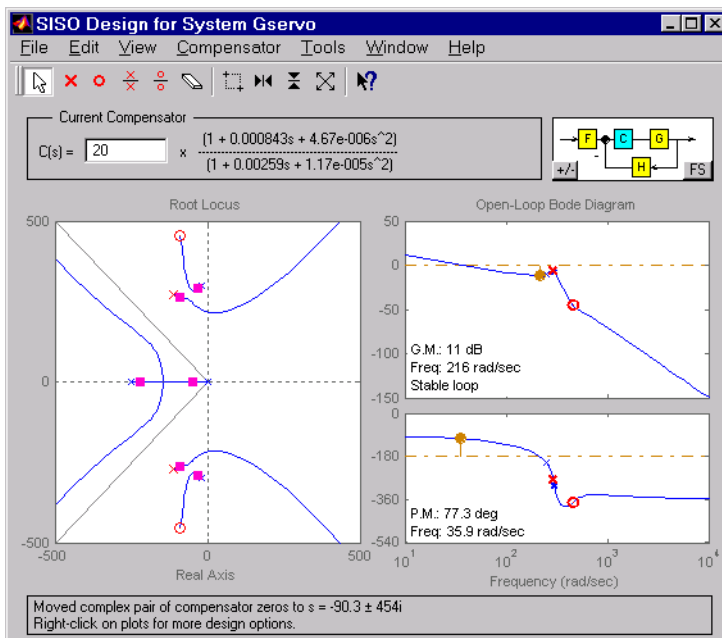 SISO Design for System Gservo
File Edit View Compensator Tools Window Help
Current Compensator
C(s) = 20 x (1 + 0.000843s + 4.67e-006s^2)
(1 + 0.00259s + 1.17e-005s^2)
F C G
H
+/- FS
Root Locus
500
0
-500
-500 0 500
Real Axis
Open-Loop Bode Diagram
50
0
-50
-100
-150
G.M.: 11 dB
Freq: 216 rad/sec
Stable loop
0
-180
-360
-540
P.M.: 77.3 deg
Freq: 35.9 rad/sec
10^1 10^2 10^3 10^4
Frequency (rad/sec)
Moved complex pair of compensator zeros to s = -90.3 ± 454i
Right-click on plots for more design options.